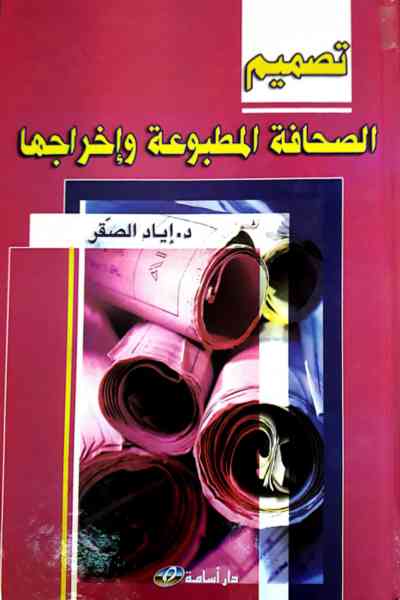 تصميم
الصحافة المطبوعة وإخراجها
د. إياد الصقر
دار أسامة